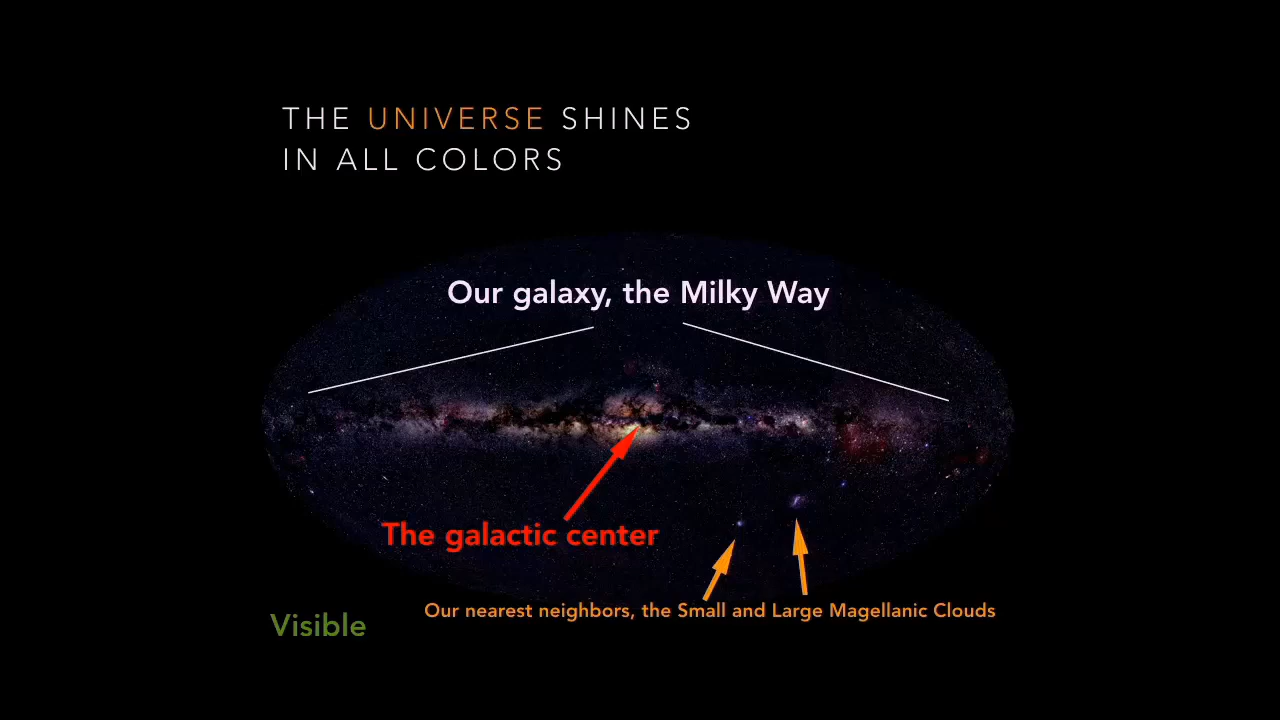 THE UNIVERSE SHINES
IN ALL COLORS
Our galaxy, the Milky Way
The galactic center
Our nearest neighbors, the Small and Large Magellanic Clouds
Visible